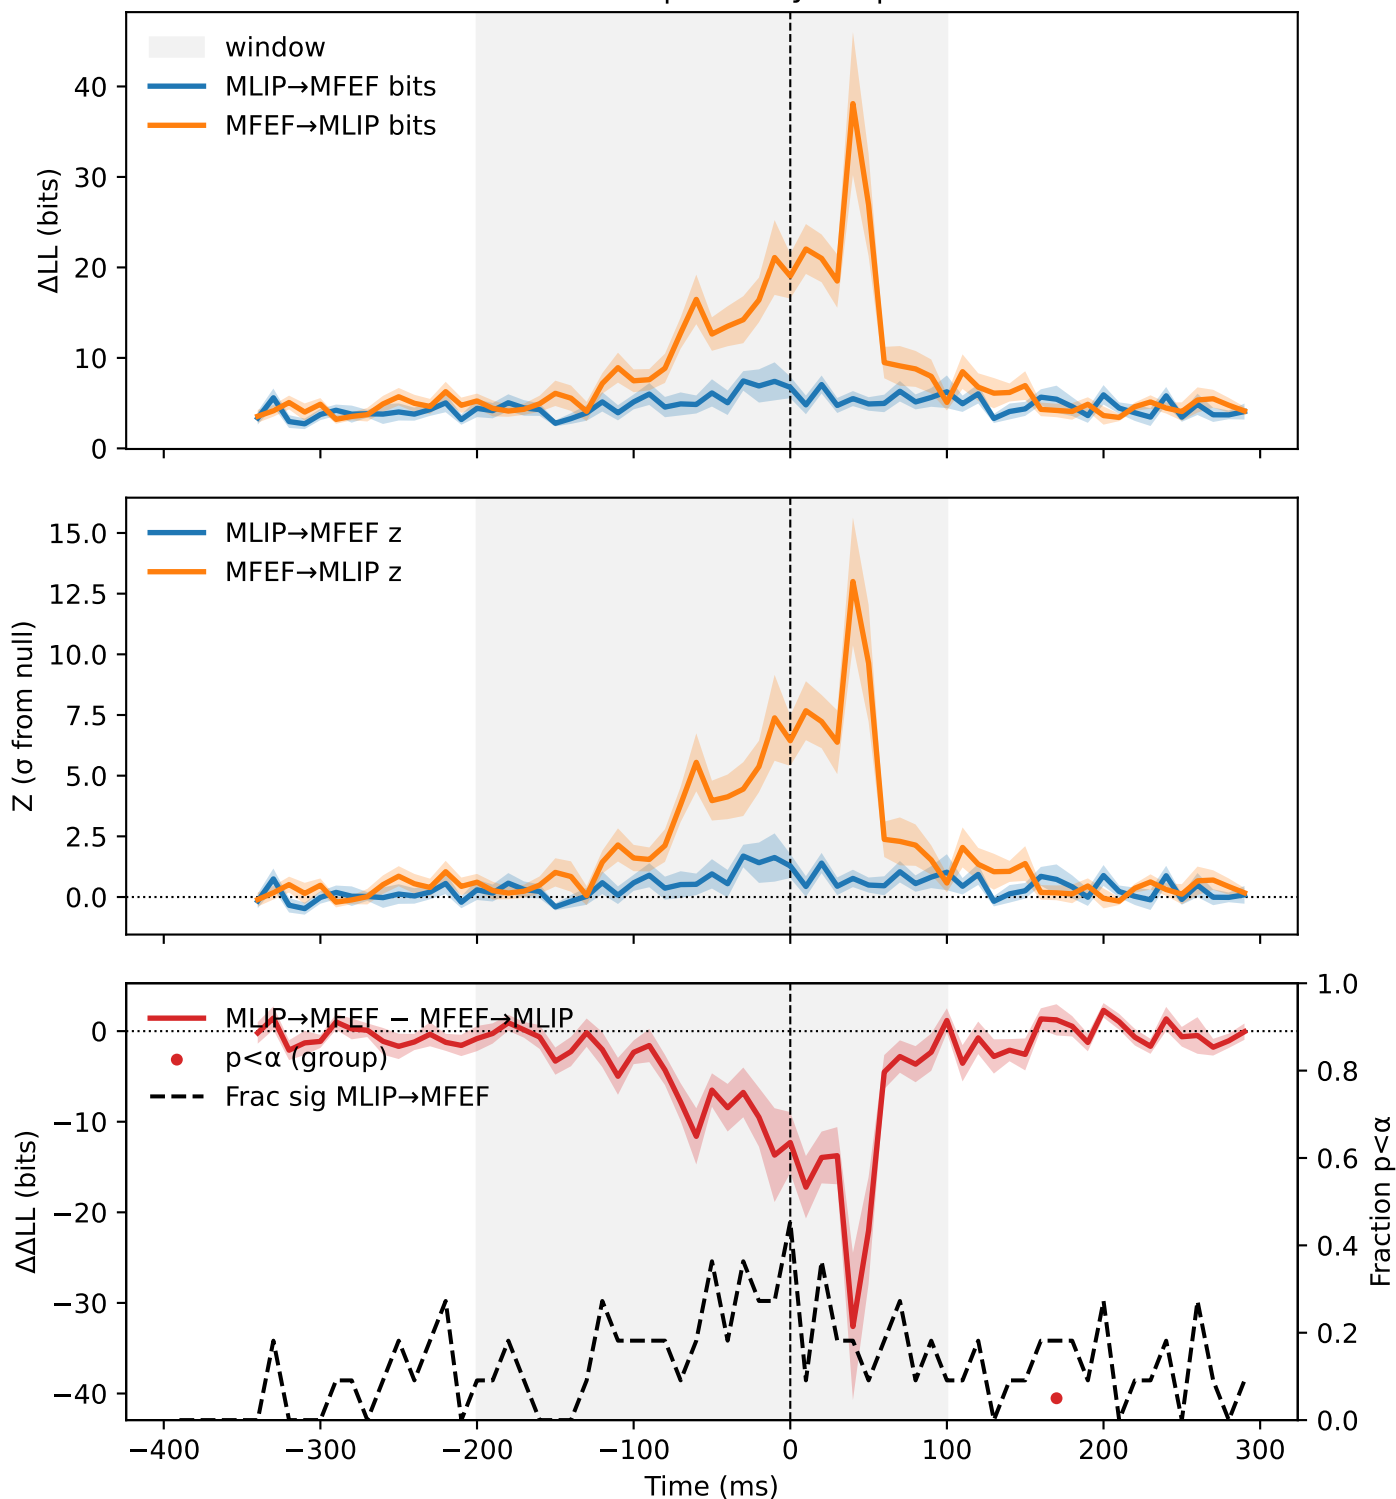 window
MLIP→MFEF bits
MFEF→MLIP bits
ΔLL (bits)
40
30
20
10
0
MLIP→MFEF z
MFEF→MLIP z
Z (σ from null)
15.0
12.5
10.0
7.5
5.0
2.5
0.0
MLIP→MFEF − MFEF→MLIP
p<α (group)
Frac sig MLIP→MFEF
ΔΔLL (bits)
0
−10
−20
−30
−40
1.0
0.8
0.6
0.4
0.2
0.0
Fraction p<α
−400 −300 −200 −100 0 100 200 300
Time (ms)